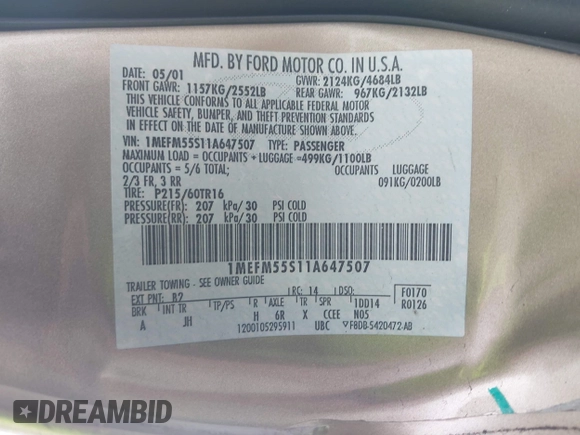 MFD. BY FORD MOTOR CO. IN U.S.A.
DATE: 05/01 GVWR: 2124KG/4684LB
FRONT GAWR: 1157KG/2552LB REAR GAWR: 967KG/2132LB
THIS VEHICLE CONFORMS TO ALL APPLICABLE FEDERAL MOTOR
VEHICLE SAFETY, BUMPER, AND THEFT PREVENTION STANDARDS
IN EFFECT ON THE DATE OF MANUFACTURE SHOWN ABOVE.
VIN: 1MEFM55S11A647507 TYPE: PASSENGER
MAXIMUM LOAD = OCCUPANTS + LUGGAGE =499KG/1100LB
OCCUPANTS = 5/6 TOTAL; OCCUPANTS LUGGAGE
2/3 FR, 3 RR 091KG/0200LB
TIRE: P215/60TR16
PRESSURE(FR): 207 kPa/ 30 PSI COLD
PRESSURE(RR): 207 kPa/ 30 PSI COLD
1MEFM55S11A647507
TRAILER TOWING - SEE OWNER GUIDE F0170
EXT PNT: B2 RC: 14 DSO: R0126
BRK INT TR TP/PS R AXLE TR SPR 1DD14
A JH H 6R X CCEE N05
1200105295911 UBC F8DB-5420472-AB
DREAMBID